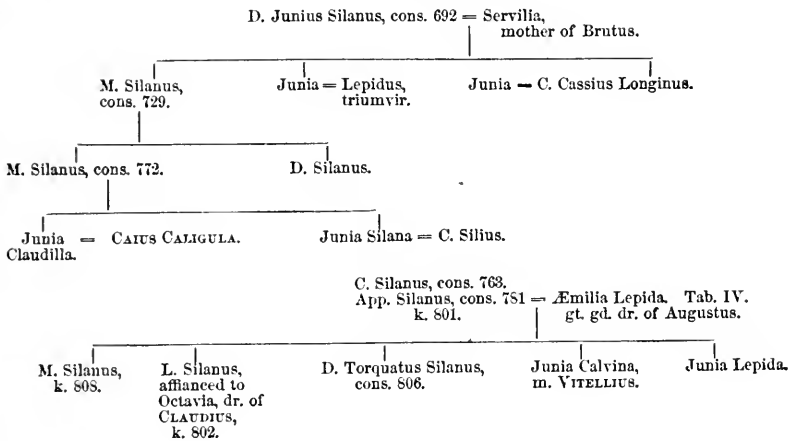 D. Junius Silanus, cons. 692 = Servilia,
mother of Brutus.
M. Silanus,
cons. 729.
Junia = Lepidus,
triumvir.
Junia = C. Cassius Longinus.
M. Silanus, cons. 772.
D. Silanus.
Junia = CAIUS CALIGULA.
Claudilla.
Junia Silana = C. Silius.
C. Silanus, cons. 763.
App. Silanus, cons. 781 = Æmilia Lepida. Tab. IV.
k. 801.
gt. gd. dr. of Augustus.
M. Silanus,
k. 808.
L. Silanus,
affianced to
Octavia, dr. of
CLAUDIUS,
k. 802.
D. Torquatus Silanus,
cons. 806.
Junia Calvina,
m. VITELLIUS.
Junia Lepida.